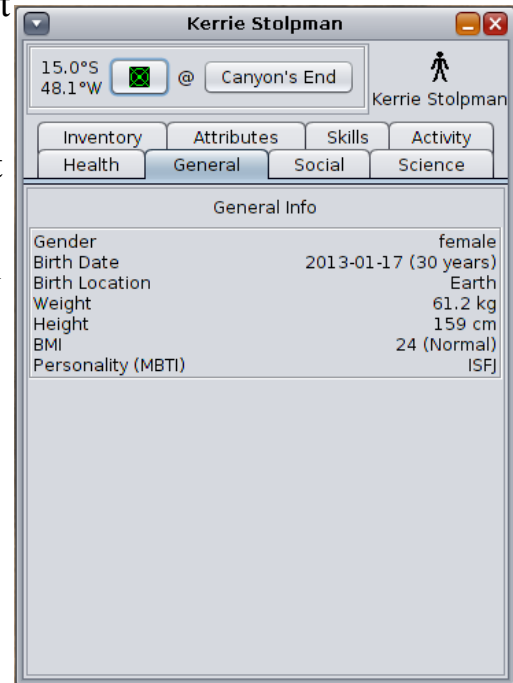 Kerrie Stolpman
15.0°S
48.1°W
@
Canyon's End
Kerrie Stolpman
Inventory
Attributes
Skills
Activity
Health
General
Social
Science
General Info
Gender female
Birth Date 2013-01-17 (30 years)
Birth Location Earth
Weight 61.2 kg
Height 159 cm
BMI 24 (Normal)
Personality (MBTI) ISFJ